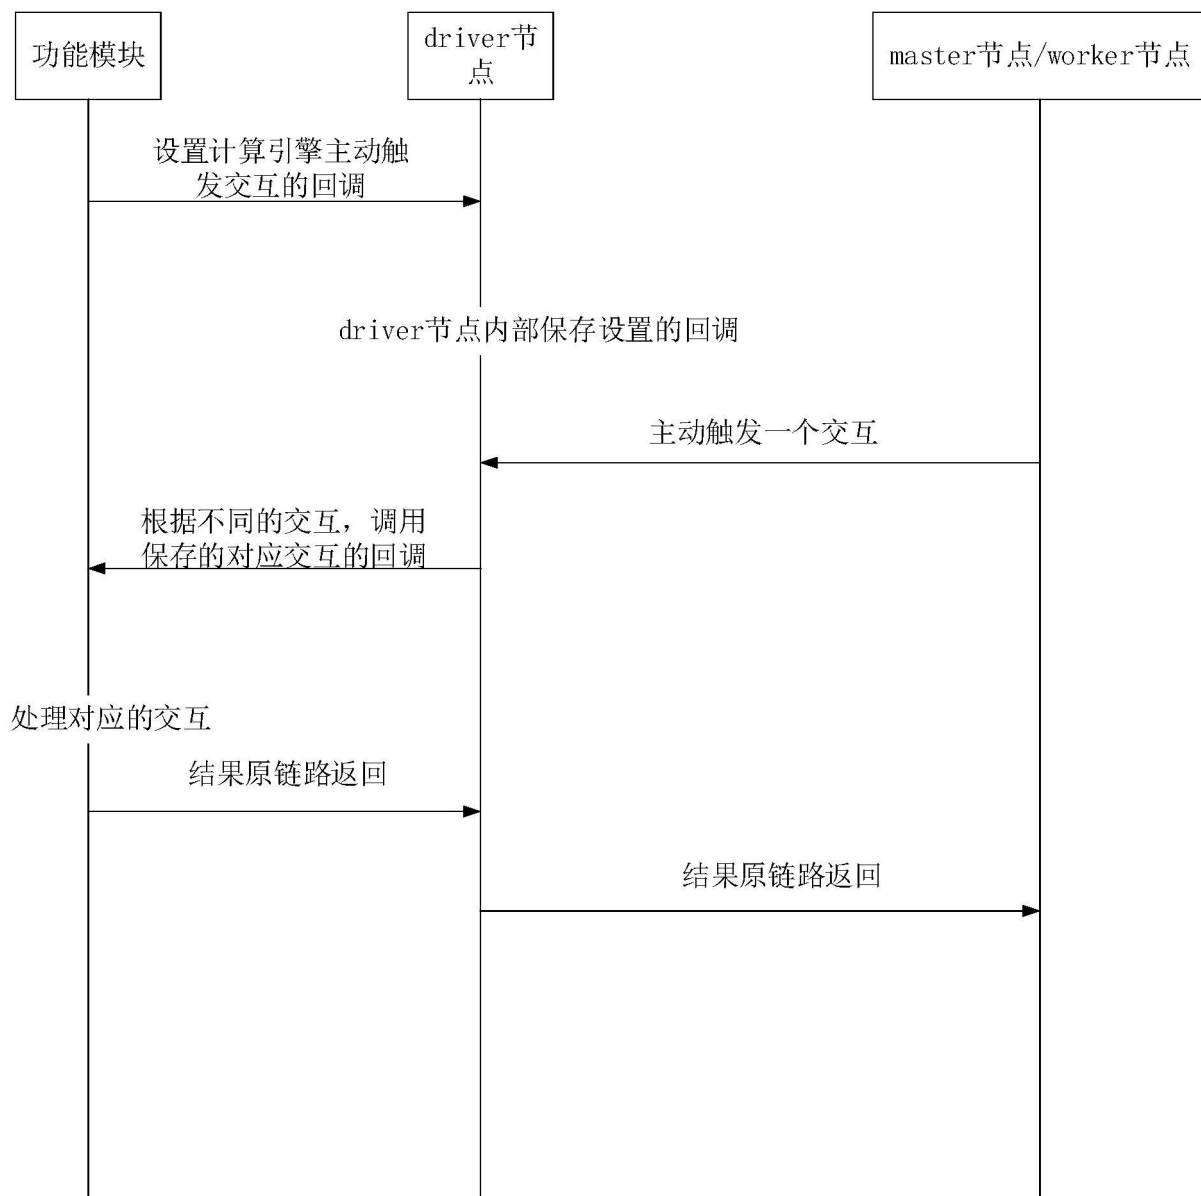 功能模块
driver节
点
master节点/worker节点
设置计算引擎主动触
发交互的回调
driver节点内部保存设置的回调
主动触发一个交互
根据不同的交互，调用
保存的对应交互的回调
处理对应的交互
结果原链路返回
结果原链路返回